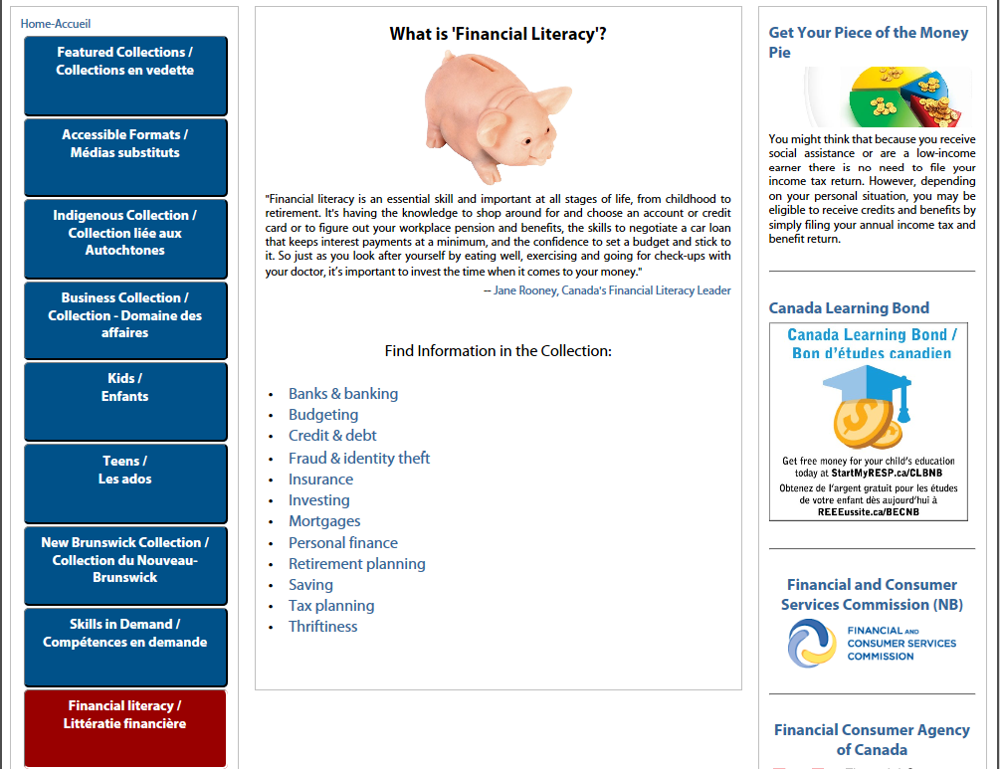 Home-Accueil
Featured Collections /
Collections en vedette
Accessible Formats /
Médias substituts
Indigenous Collection /
Collection liée aux
Autochtones
Business Collection /
Collection - Domaine des
affaires
Kids /
Enfants
Teens /
Les ados
New Brunswick Collection /
Collection du Nouveau-
Brunswick
Skills in Demand /
Compétences en demande
Financial literacy /
Littératie financière
What is 'Financial Literacy'?
"Financial literacy is an essential skill and important at all stages of life, from childhood to
retirement. It's having the knowledge to shop around for and choose an account or credit
card or to figure out your workplace pension and benefits, the skills to negotiate a car loan
that keeps interest payments at a minimum, and the confidence to set a budget and stick to
it. So just as you look after yourself by eating well, exercising and going for check-ups with
your doctor, it's important to invest the time when it comes to your money."
-- Jane Rooney, Canada's Financial Literacy Leader
Find Information in the Collection:
• Banks & banking
• Budgeting
• Credit & debt
• Fraud & identity theft
• Insurance
• Investing
• Mortgages
• Personal finance
• Retirement planning
• Saving
• Tax planning
• Thriftiness
Get Your Piece of the Money
Pie
You might think that because you receive
social assistance or are a low-income
earner there is no need to file your
income tax return. However, depending
on your personal situation, you may be
eligible to receive credits and benefits by
simply filing your annual income tax and
benefit return.
Canada Learning Bond
Canada Learning Bond /
Bon d'études canadien
Get free money for your child's education
today at StartMyRESP.ca/CLBNB
Obtenez de l'argent gratuit pour les études
de votre enfant dès aujourd'hui à
REEEussite.ca/BECNB
Financial and Consumer
Services Commission (NB)
FINANCIAL AND
CONSUMER SERVICES
COMMISSION
Financial Consumer Agency
of Canada